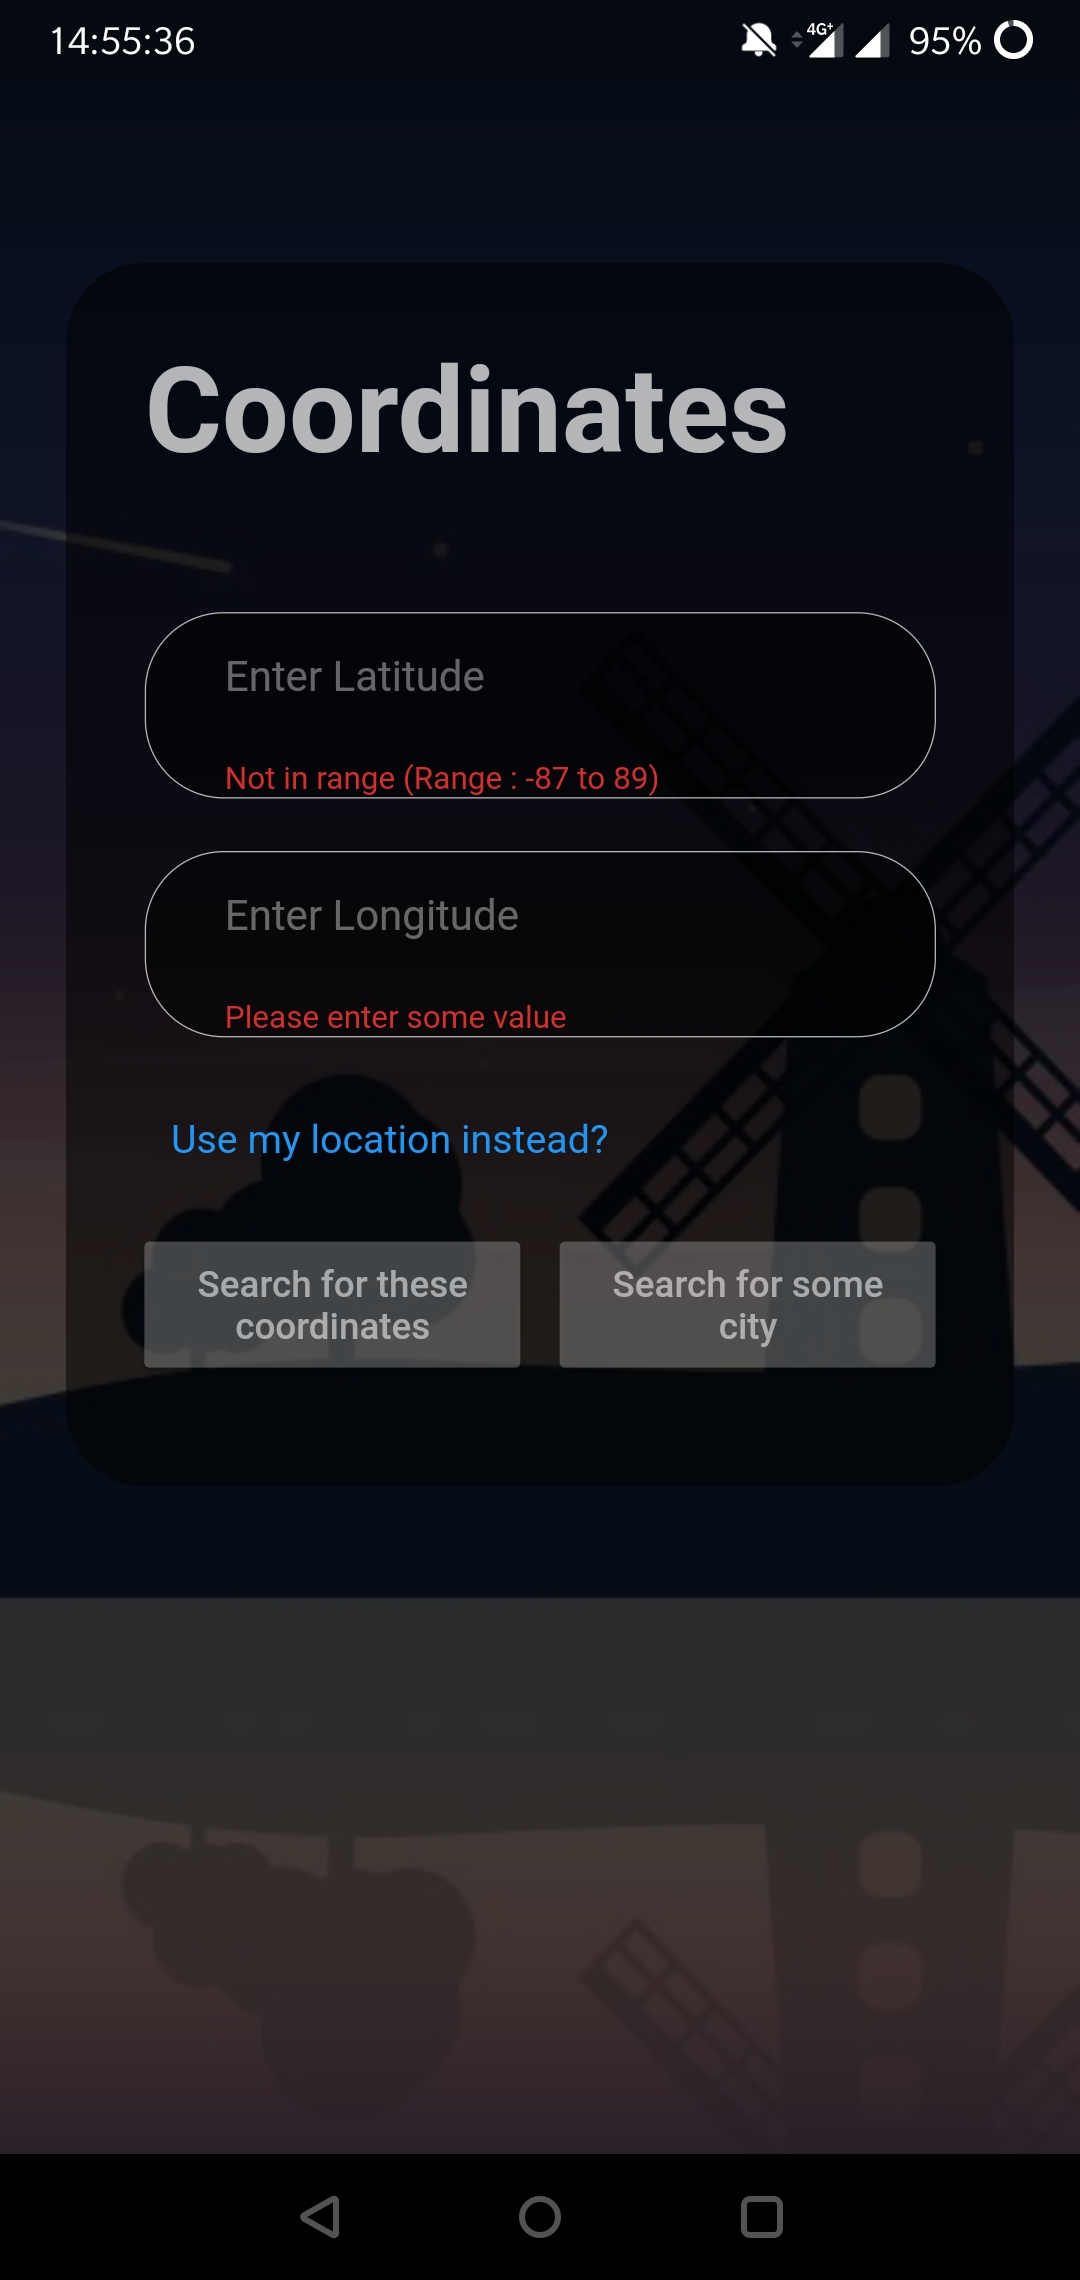 14:55:36
4G+
95%
Coordinates
Enter Latitude
Not in range (Range : -87 to 89)
Enter Longitude
Please enter some value
Use my location instead?
Search for these
coordinates
Search for some
city